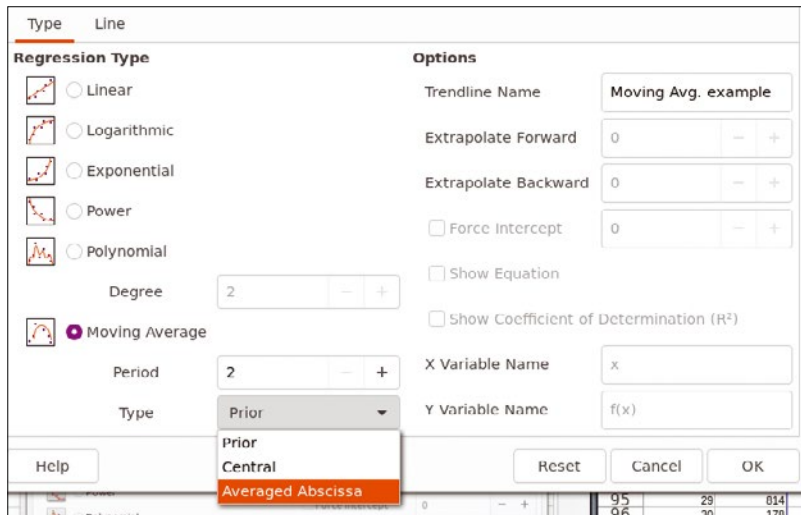 Type Line
Regression Type
Linear
Logarithmic
Exponential
Power
Polynomial
Degree 2 − +
Moving Average
Period 2 − +
Type Prior
Prior
Central
Averaged Abscissa
Options
Trendline Name Moving Avg. example
Extrapolate Forward 0 − +
Extrapolate Backward 0 − +
Force Intercept 0 − +
Show Equation
Show Coefficient of Determination (R²)
X Variable Name x
Y Variable Name f(x)
Help Reset Cancel OK
Power
0 − +
95 29 814